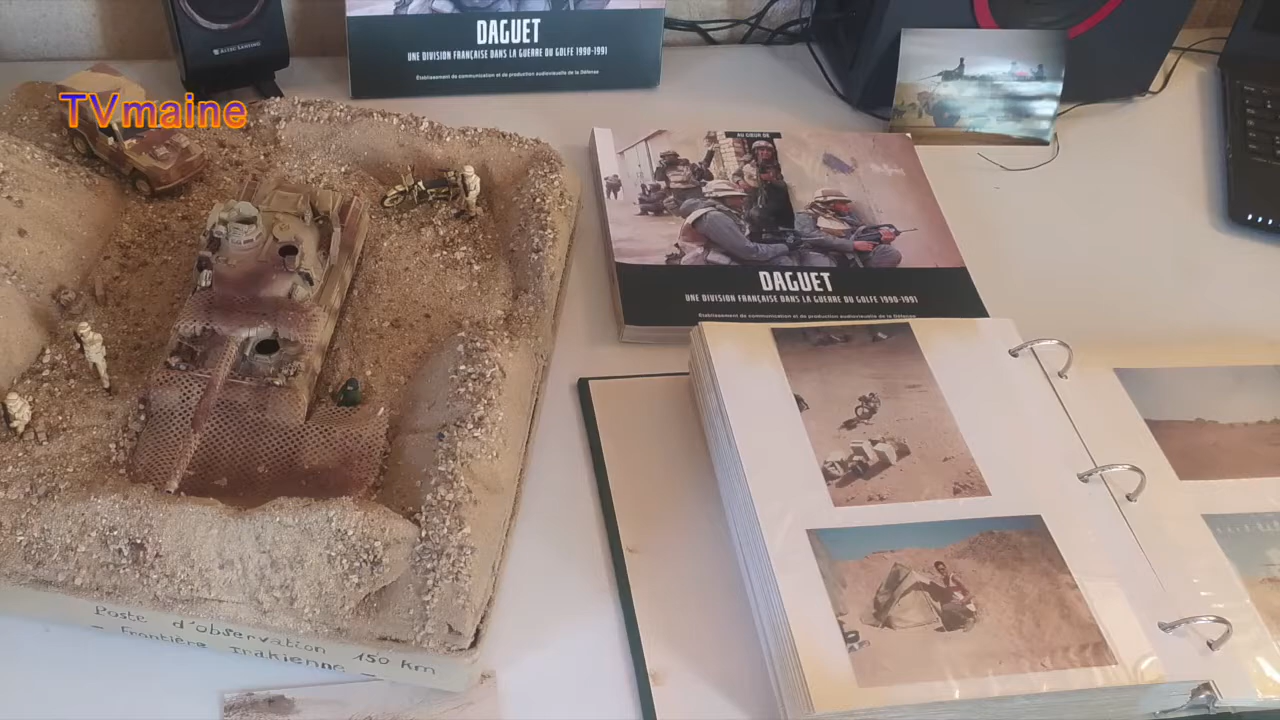 DAGUET
UNE DIVISION FRANÇAISE DANS LA GUERRE DU GOLFE 1990-1991
Établissement de communication et de production audiovisuelle de la Défense
ALTEC LANSING
TVmaine
AU CŒUR DE
DAGUET
UNE DIVISION FRANÇAISE DANS LA GUERRE DU GOLFE 1990-1991
Établissement de communication et de production audiovisuelle de la Défense
Poste d'observation 150 km
- Frontière irakienne -